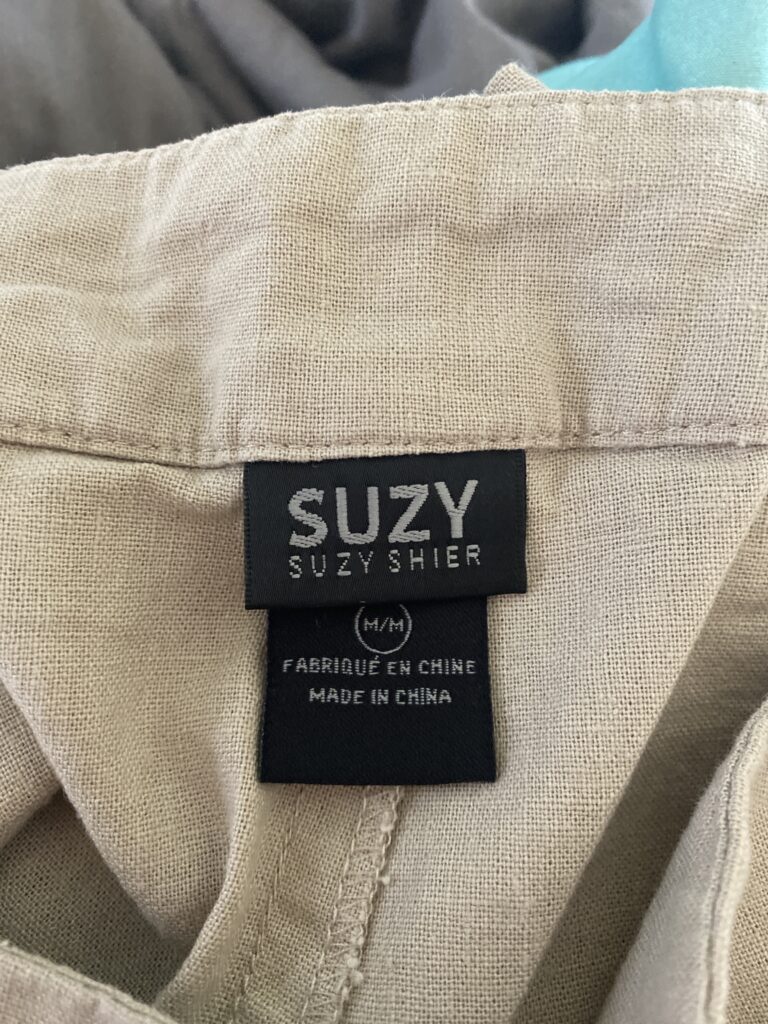 SUZY
SUZY SHIER
M/M
FABRIQUÉ EN CHINE
MADE IN CHINA